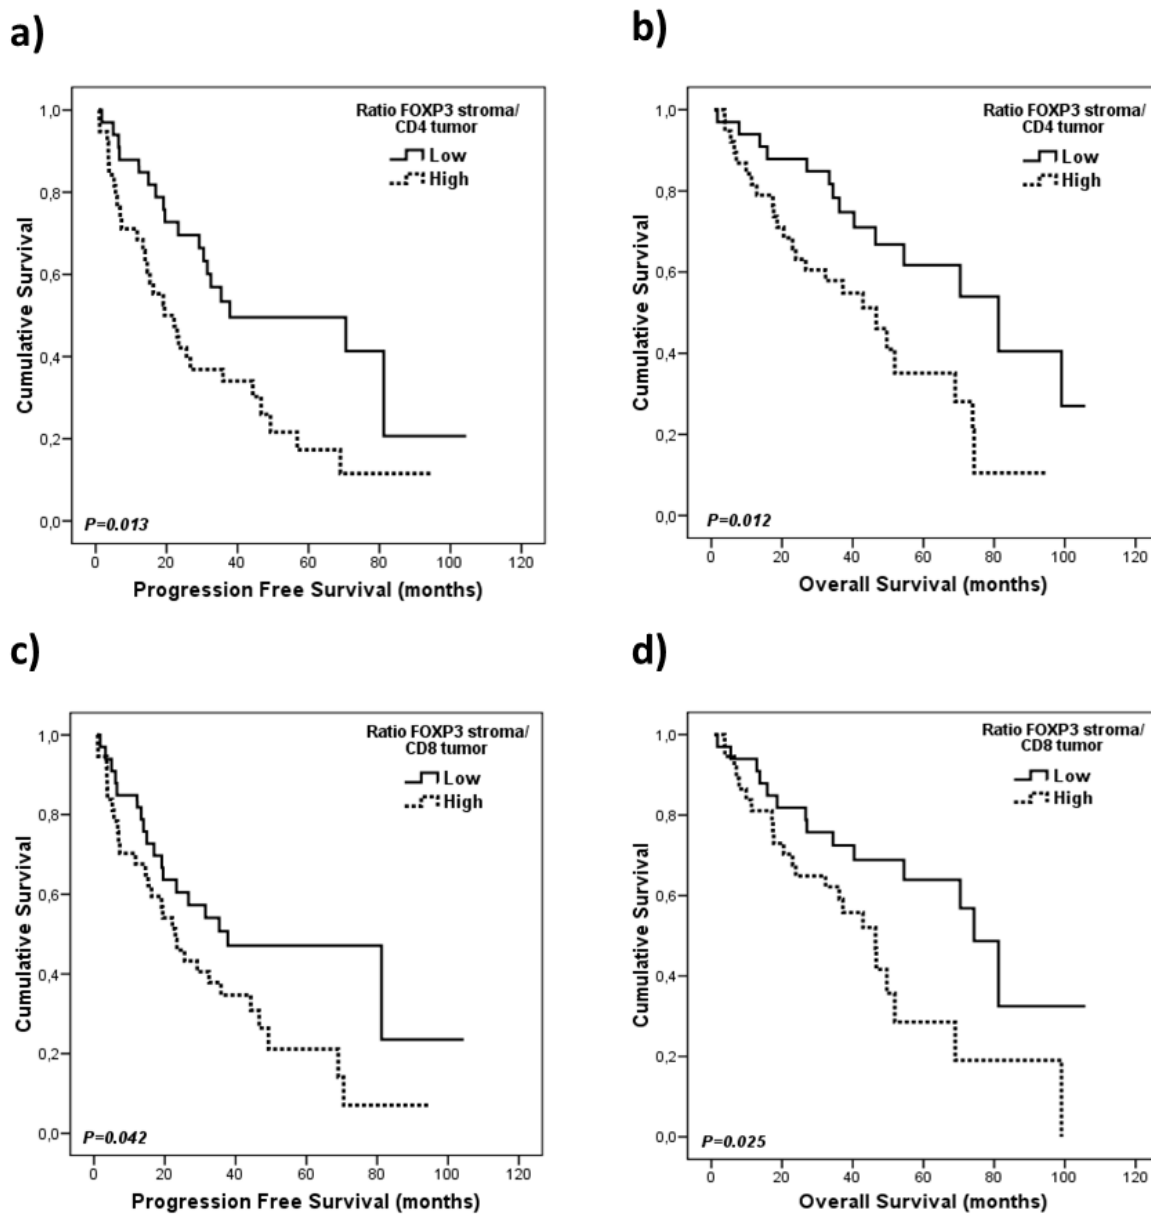 a)
Ratio FOXP3 stroma/
CD4 tumor
Low
High
1,0
0,8
0,6
0,4
0,2
0,0
Cumulative Survival
P=0.013
0 20 40 60 80 100 120
Progression Free Survival (months)
b)
Ratio FOXP3 stroma/
CD4 tumor
Low
High
1,0
0,8
0,6
0,4
0,2
0,0
Cumulative Survival
P=0.012
0 20 40 60 80 100 120
Overall Survival (months)
c)
Ratio FOXP3 stroma/
CD8 tumor
Low
High
1,0
0,8
0,6
0,4
0,2
0,0
Cumulative Survival
P=0.042
0 20 40 60 80 100 120
Progression Free Survival (months)
d)
Ratio FOXP3 stroma/
CD8 tumor
Low
High
1,0
0,8
0,6
0,4
0,2
0,0
Cumulative Survival
P=0.025
0 20 40 60 80 100 120
Overall Survival (months)